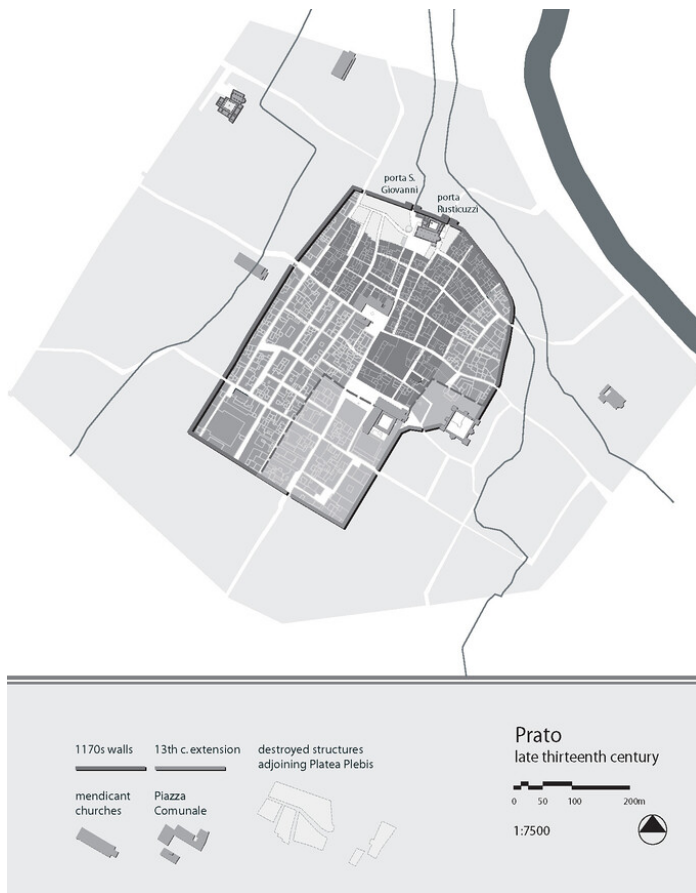 porta S.
Giovanni
porta
Rusticuzzi
1170s walls
13th c. extension
destroyed structures
adjoining Platea Plebis
mendicant
churches
Piazza
Comunale
Prato
late thirteenth century
0 50 100 200m
1:7500